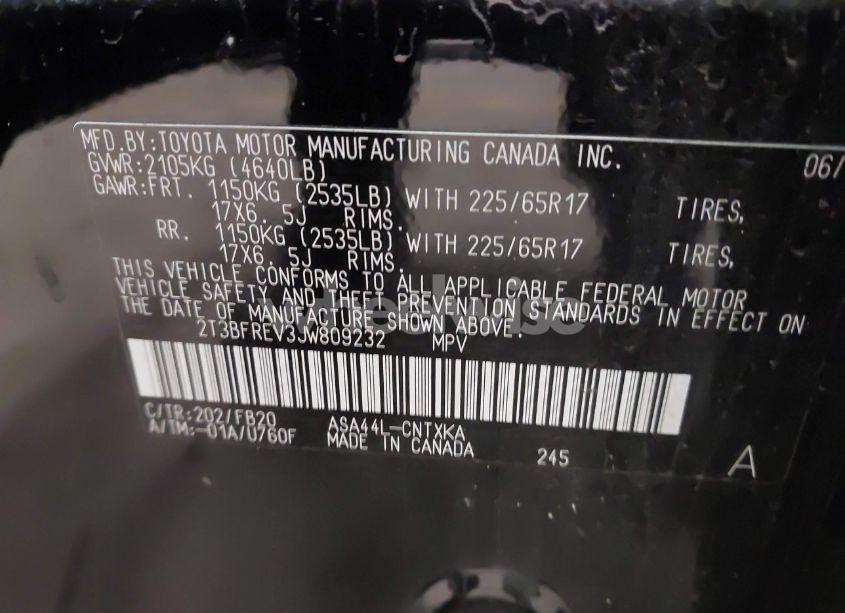 MFD.BY:TOYOTA MOTOR MANUFACTURING CANADA INC. 06/
GVWR:2105KG (4640LB)
GAWR:FRT. 1150KG (2535LB) WITH 225/65R17 TIRES,
17X6. 5J RIMS.
RR. 1150KG (2535LB) WITH 225/65R17 TIRES,
17X6. 5J RIMS.
THIS VEHICLE CONFORMS TO ALL APPLICABLE FEDERAL MOTOR
VEHICLE SAFETY AND THEFT PREVENTION STANDARDS IN EFFECT ON
THE DATE OF MANUFACTURE SHOWN ABOVE.
2T3BFREV3JW809232 MPV
C/TR:202/FB20 ASA44L-CNTXKA
A/TM:-01A/U760F MADE IN CANADA 245 A